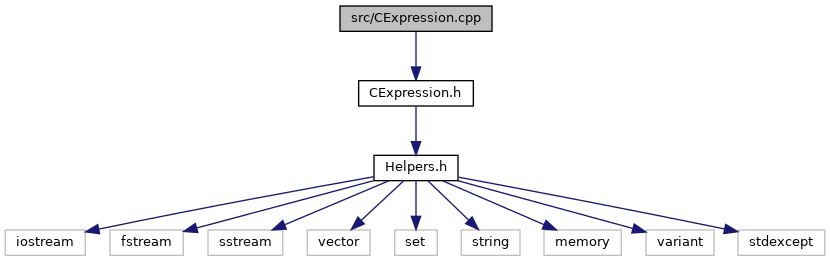 src/CExpression.cpp
CExpression.h
Helpers.h
iostream
fstream
sstream
vector
set
string
memory
variant
stdexcept